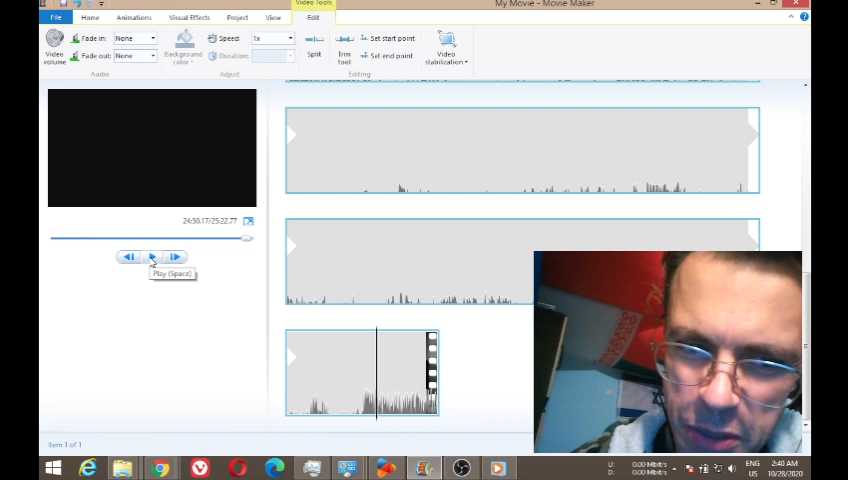 Video Tools
My Movie - Movie Maker
File Home Animations Visual Effects Project View Edit
Video volume
Fade in: None
Fade out: None
Background color
Speed: 1x
Duration:
Split
Trim tool
Set start point
Set end point
Video stabilization
Audio Adjust Editing
24:50.17/25:22.77
Play (Space)
Item 1 of 1
U: 0.00 Mbit/s
D: 0.00 Mbit/s
ENG
US
2:40 AM
10/28/2020